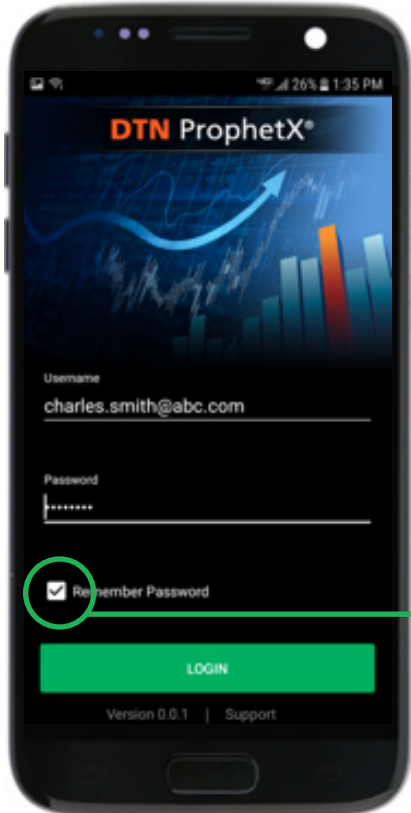 26% 1:35 PM
DTN ProphetX®
Username
charles.smith@abc.com
Password
········
Remember Password
LOGIN
Version 0.0.1 | Support